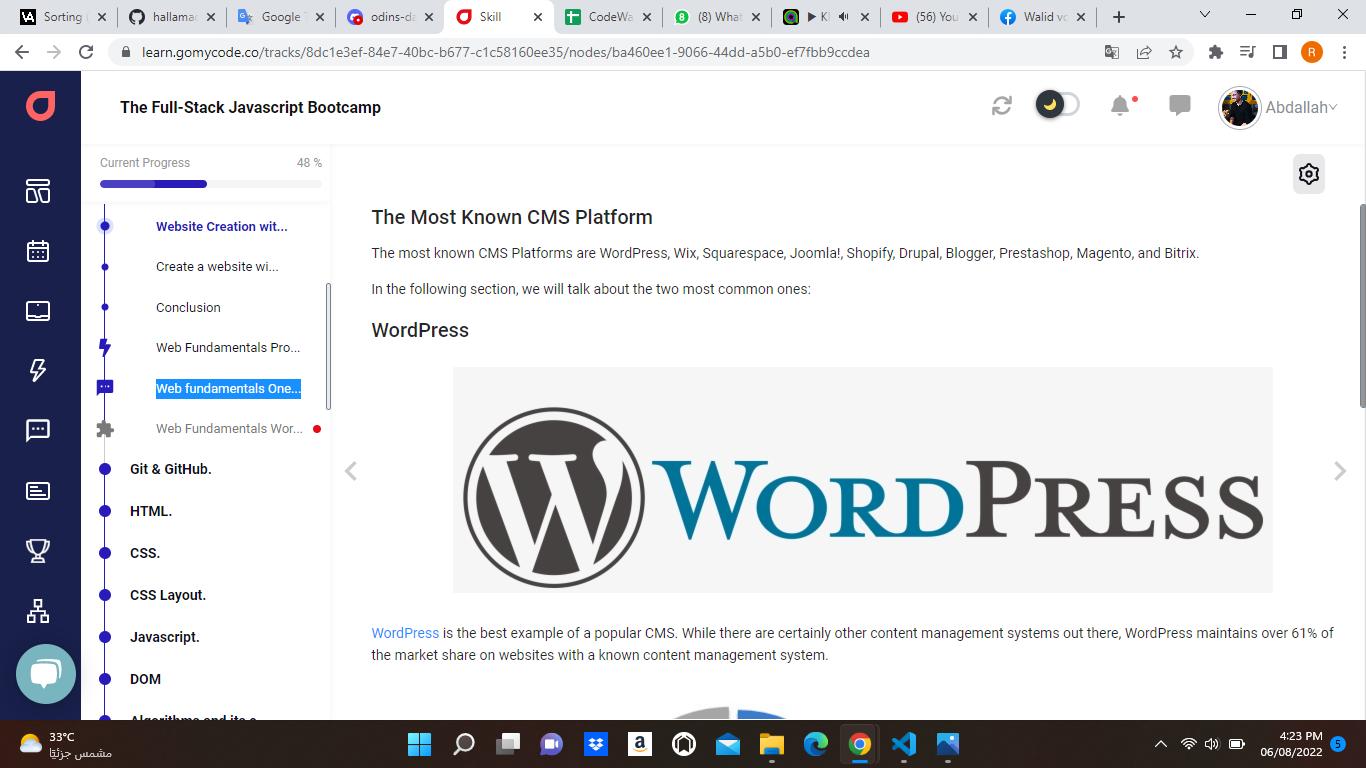 Sorting (
hallamac
Google T
odins-da
Skill
CodeWa
(8) What
(56) You
Walid vo
learn.gomycode.co/tracks/8dc1e3ef-84e7-40bc-b677-c1c58160ee35/nodes/ba460ee1-9066-44dd-a5b0-ef7fbb9ccdea
R
The Full-Stack Javascript Bootcamp
Abdallah
Current Progress 48 %
Website Creation wit...
Create a website wi...
Conclusion
Web Fundamentals Pro...
Web fundamentals One...
Web Fundamentals Wor...
Git & GitHub.
HTML.
CSS.
CSS Layout.
Javascript.
DOM
Algorithms and its c
The Most Known CMS Platform
The most known CMS Platforms are WordPress, Wix, Squarespace, Joomla!, Shopify, Drupal, Blogger, Prestashop, Magento, and Bitrix.
In the following section, we will talk about the two most common ones:
WordPress
WORDPRESS
WordPress is the best example of a popular CMS. While there are certainly other content management systems out there, WordPress maintains over 61% of
the market share on websites with a known content management system.
33°C
مشمس جزئيًا
4:23 PM
06/08/2022
5